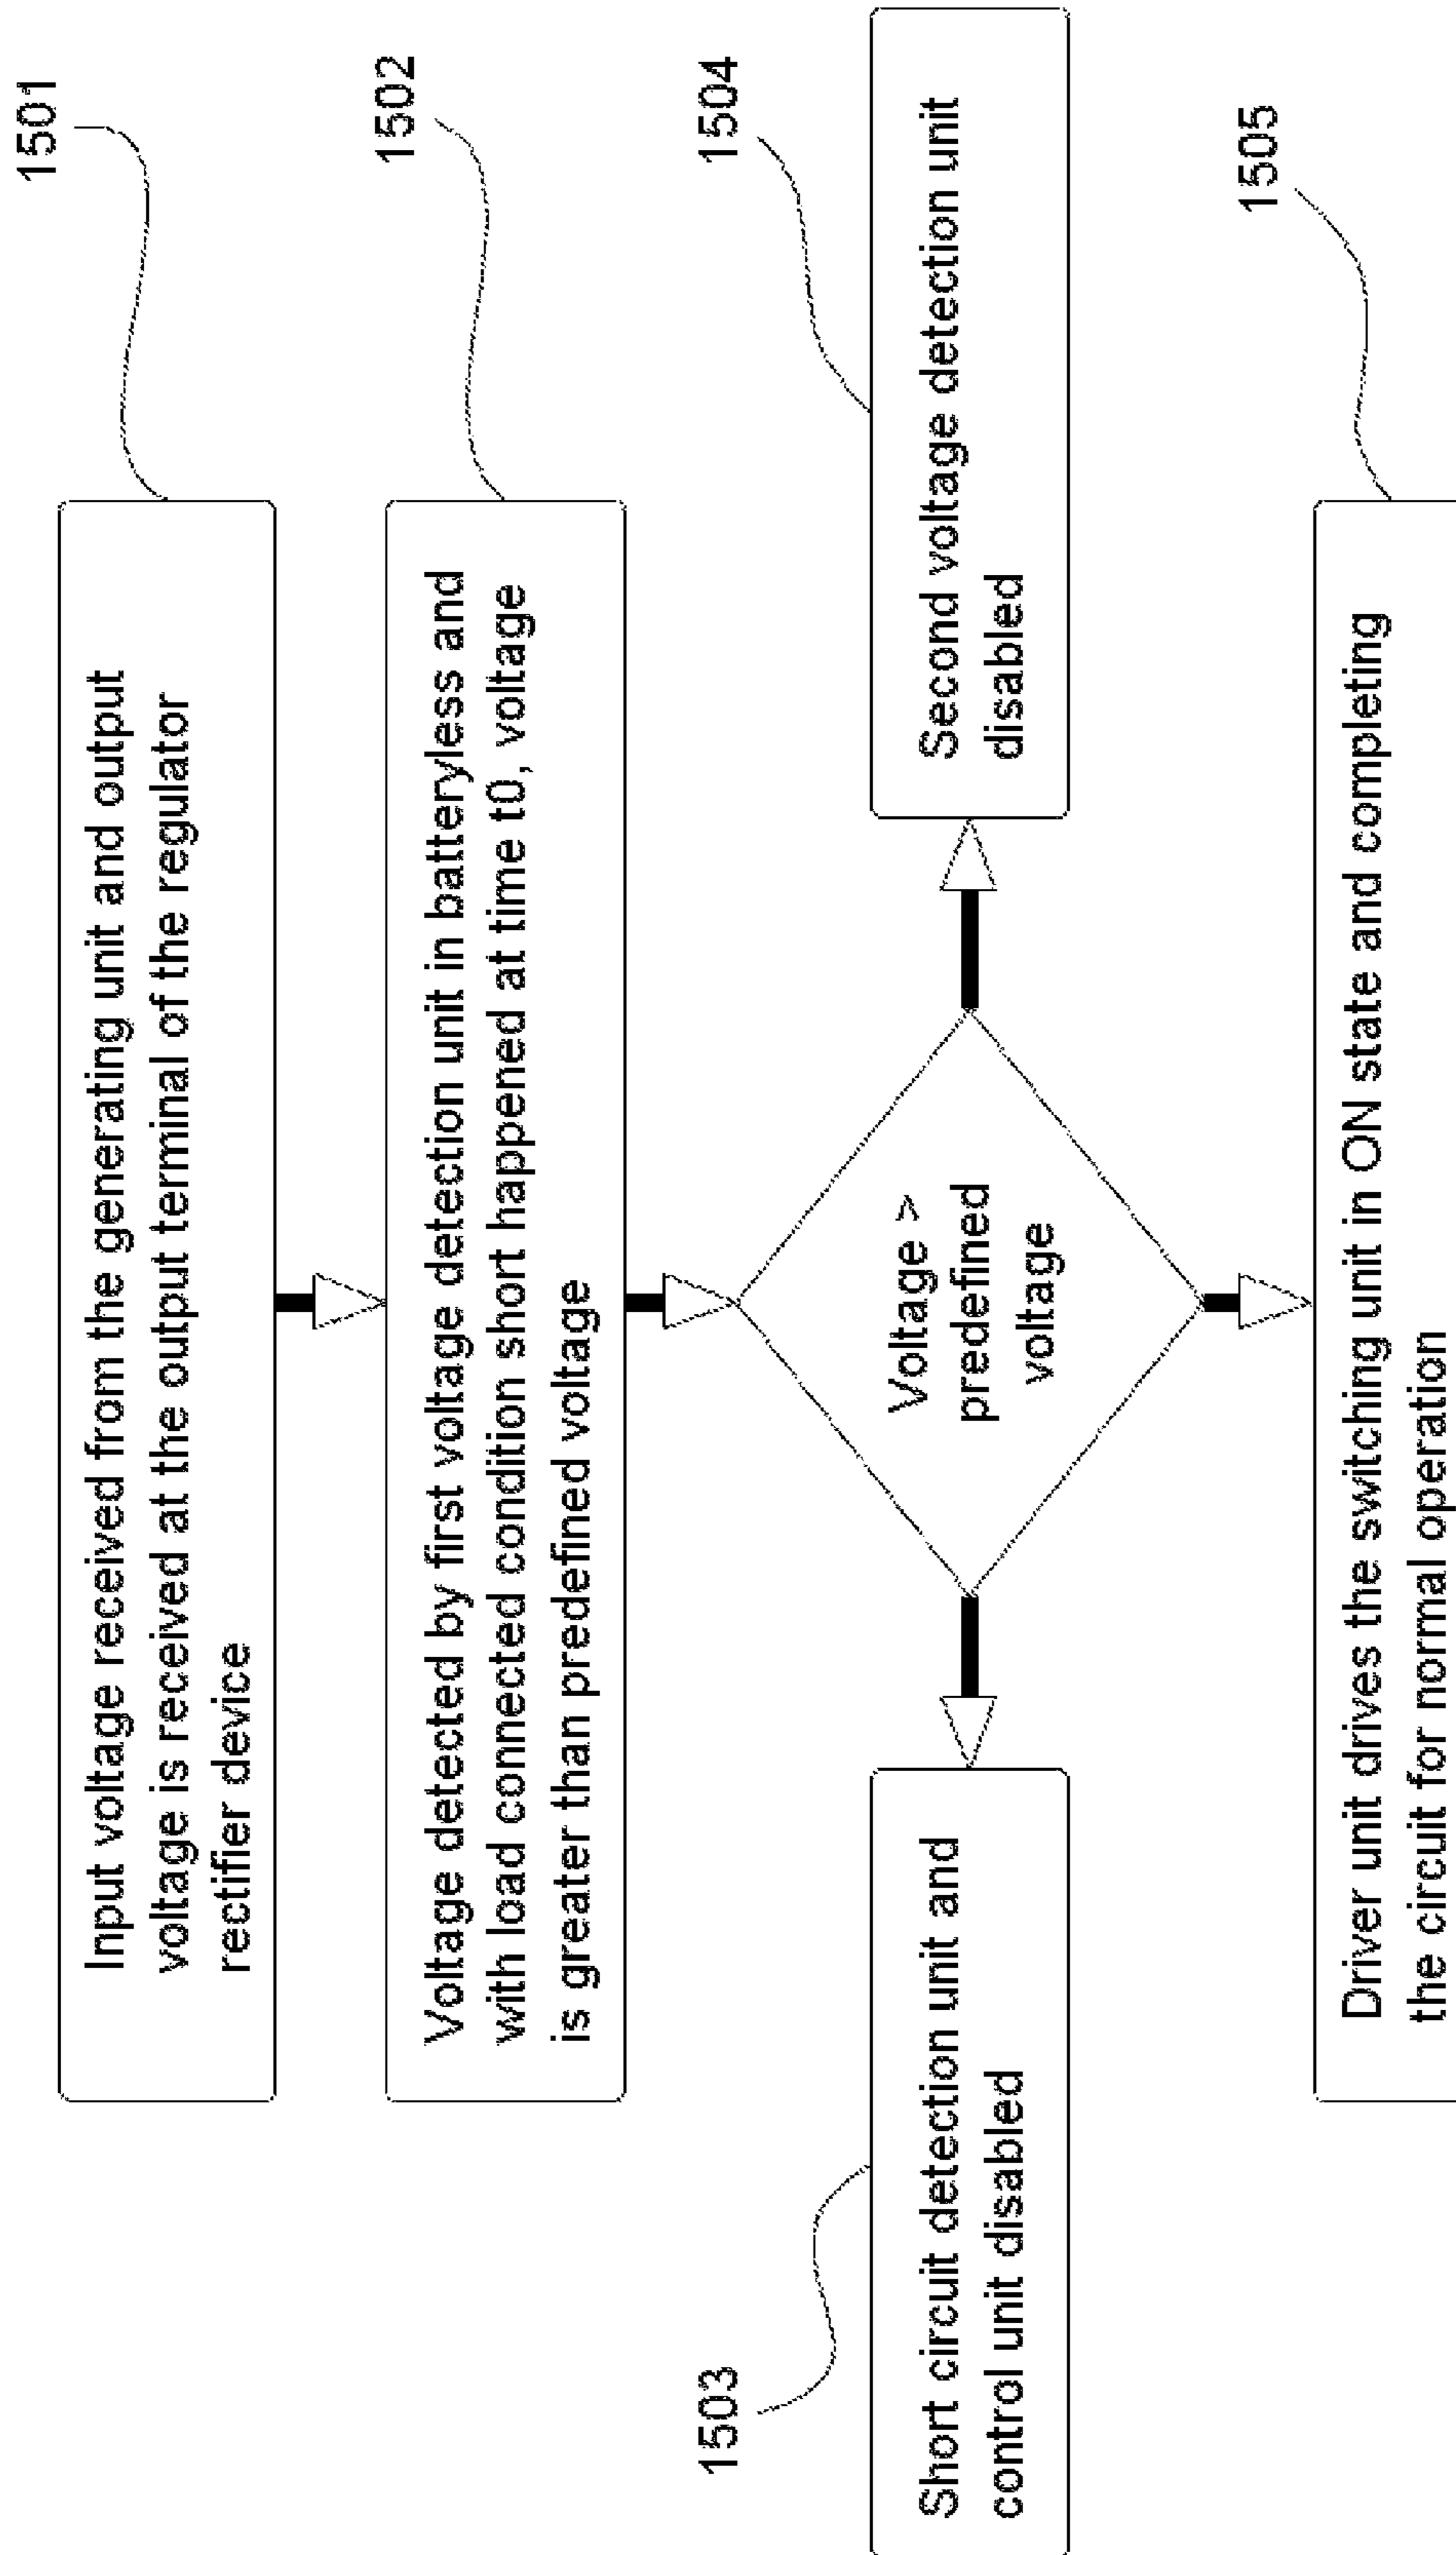 1501
Input voltage received from the generating unit and output
voltage is received at the output terminal of the regulator
rectifier device
1502
Voltage detected by first voltage detection unit in batteryless and
with load connected condition short happened at time t0, voltage
is greater than predefined voltage
1503
Short circuit detection unit and
control unit disabled
Voltage >
predefined
voltage
1504
Second voltage detection unit
disabled
1505
Driver unit drives the switching unit in ON state and completing
the circuit for normal operation